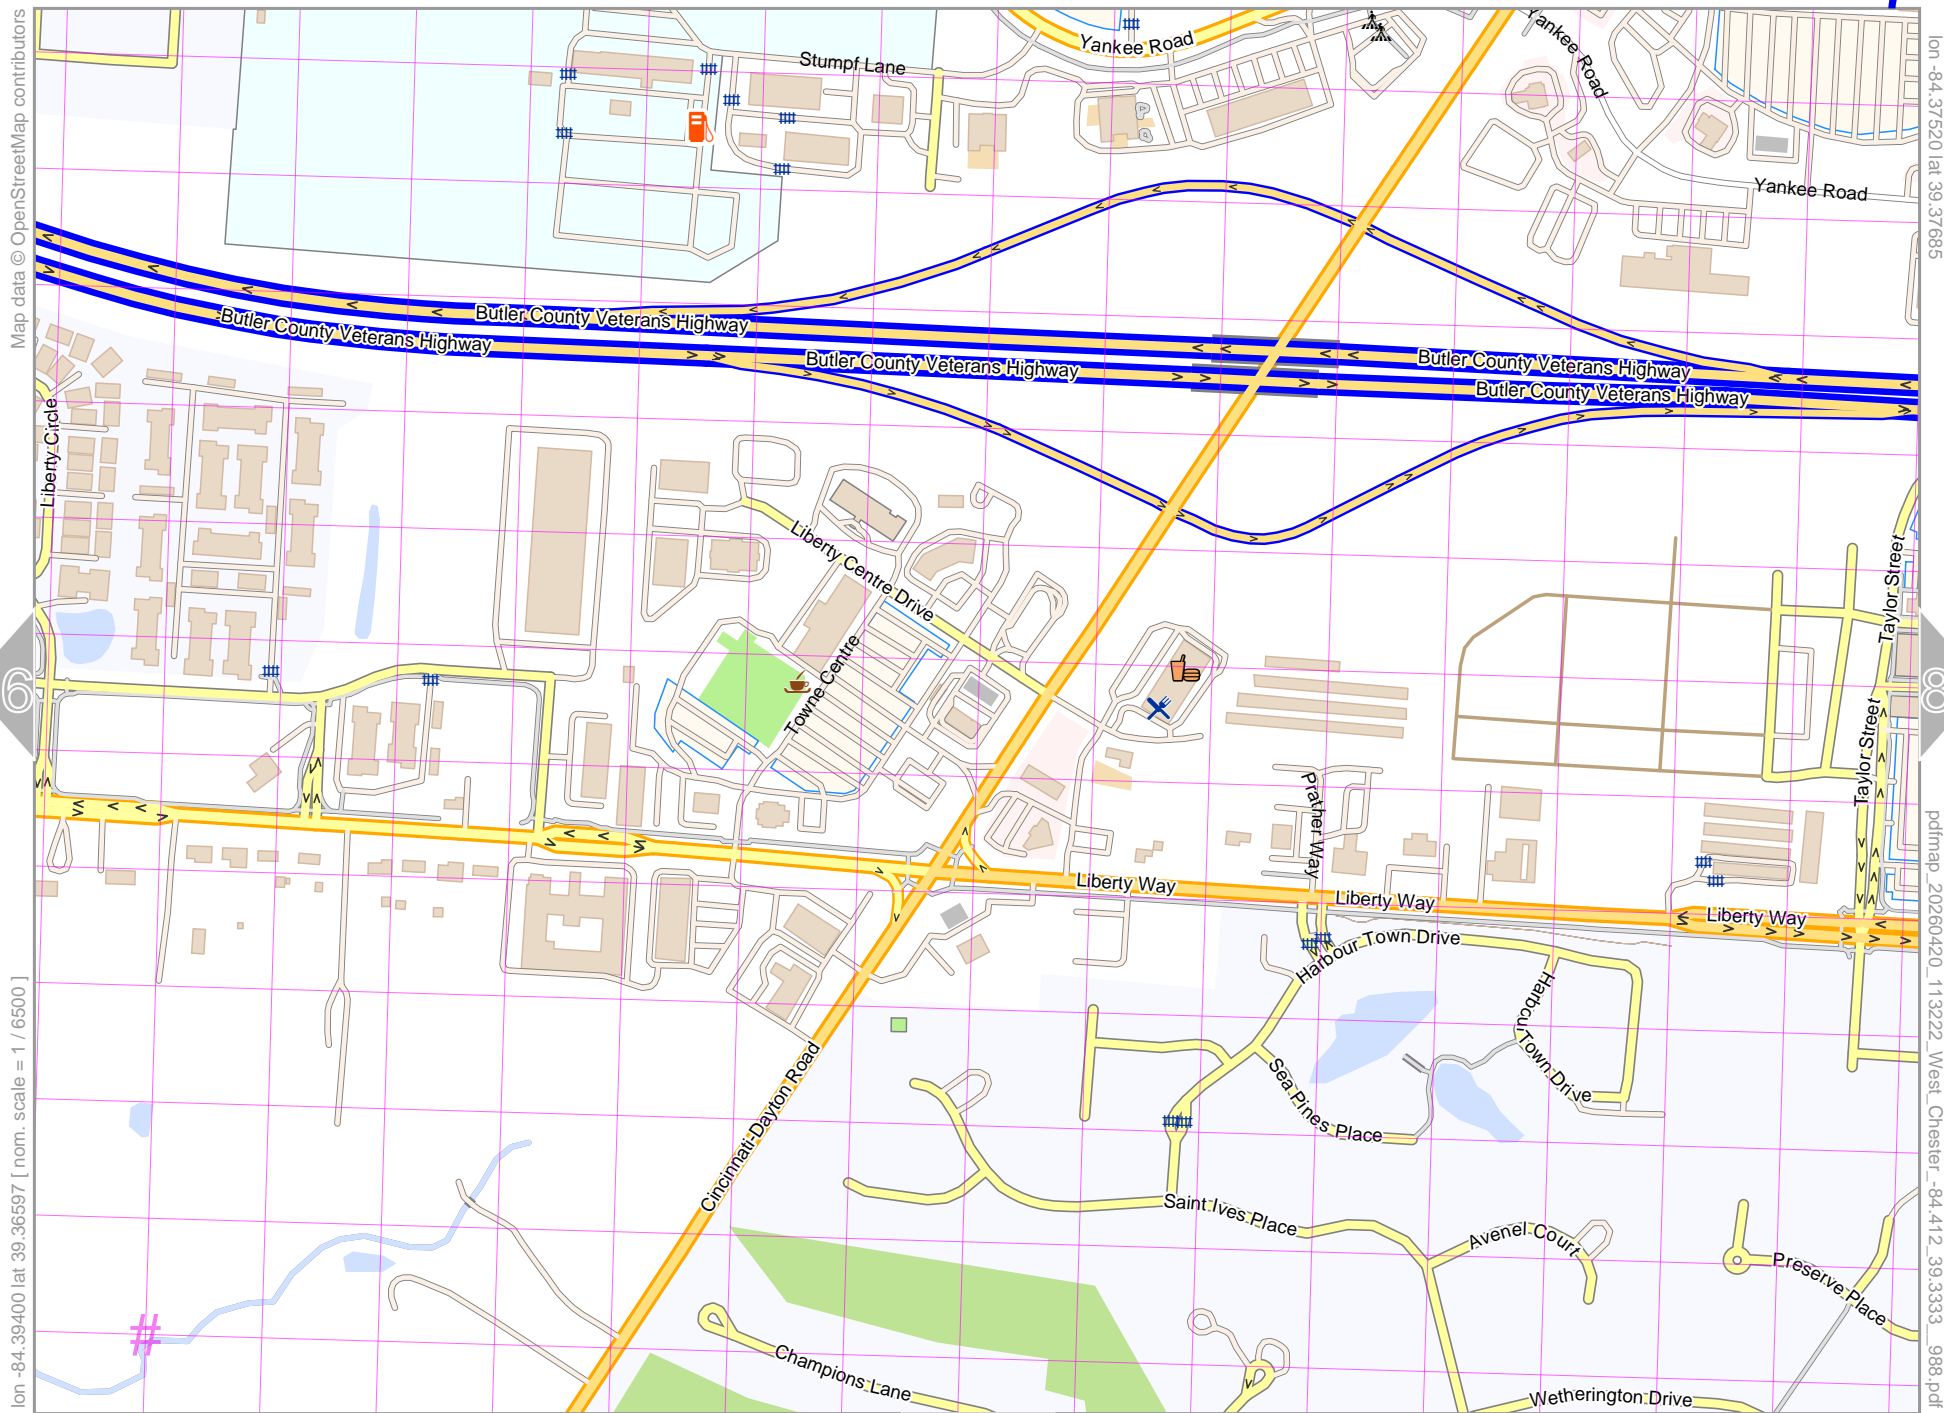 Map data © OpenStreetMap contributors
lon -84.39400 lat 39.36597 [ nom. scale = 1 / 6500 ]
lon -84.37520 lat 39.37685
pdfmap_20260420_113222_West_Chester_-84.412_39.3333__988.pdf
6
8
Yankee Road
Yankee Road
Stumpf Lane
Yankee Road
Butler County Veterans Highway
Butler County Veterans Highway
Butler County Veterans Highway
Butler County Veterans Highway
Butler County Veterans Highway
Liberty Circle
Liberty Centre Drive
Towne Centre
Taylor Street
Taylor Street
Prather Way
Liberty Way
Liberty Way
Liberty Way
Harbour Town Drive
Harbour Town Drive
Sea Pines Place
Cincinnati-Dayton Road
Saint Ives Place
Avenel Court
Preserve Place
Champions Lane
Wetherington Drive
#